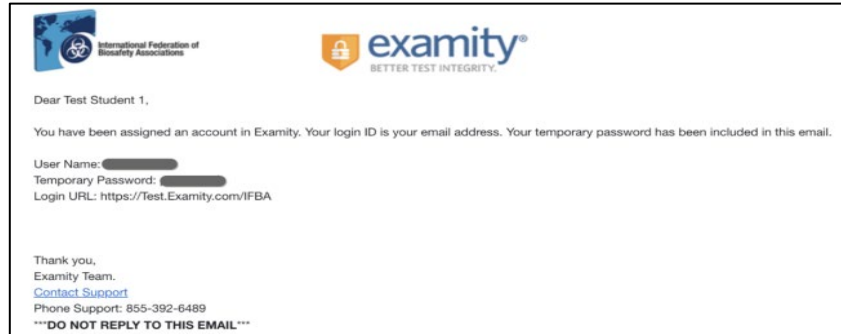 International Federation of
Biosafety Associations
examity®
BETTER TEST INTEGRITY.
Dear Test Student 1,
You have been assigned an account in Examity. Your login ID is your email address. Your temporary password has been included in this email.
User Name:
Temporary Password:
Login URL: https://Test.Examity.com/IFBA
Thank you,
Examity Team.
Contact Support
Phone Support: 855-392-6489
***DO NOT REPLY TO THIS EMAIL***